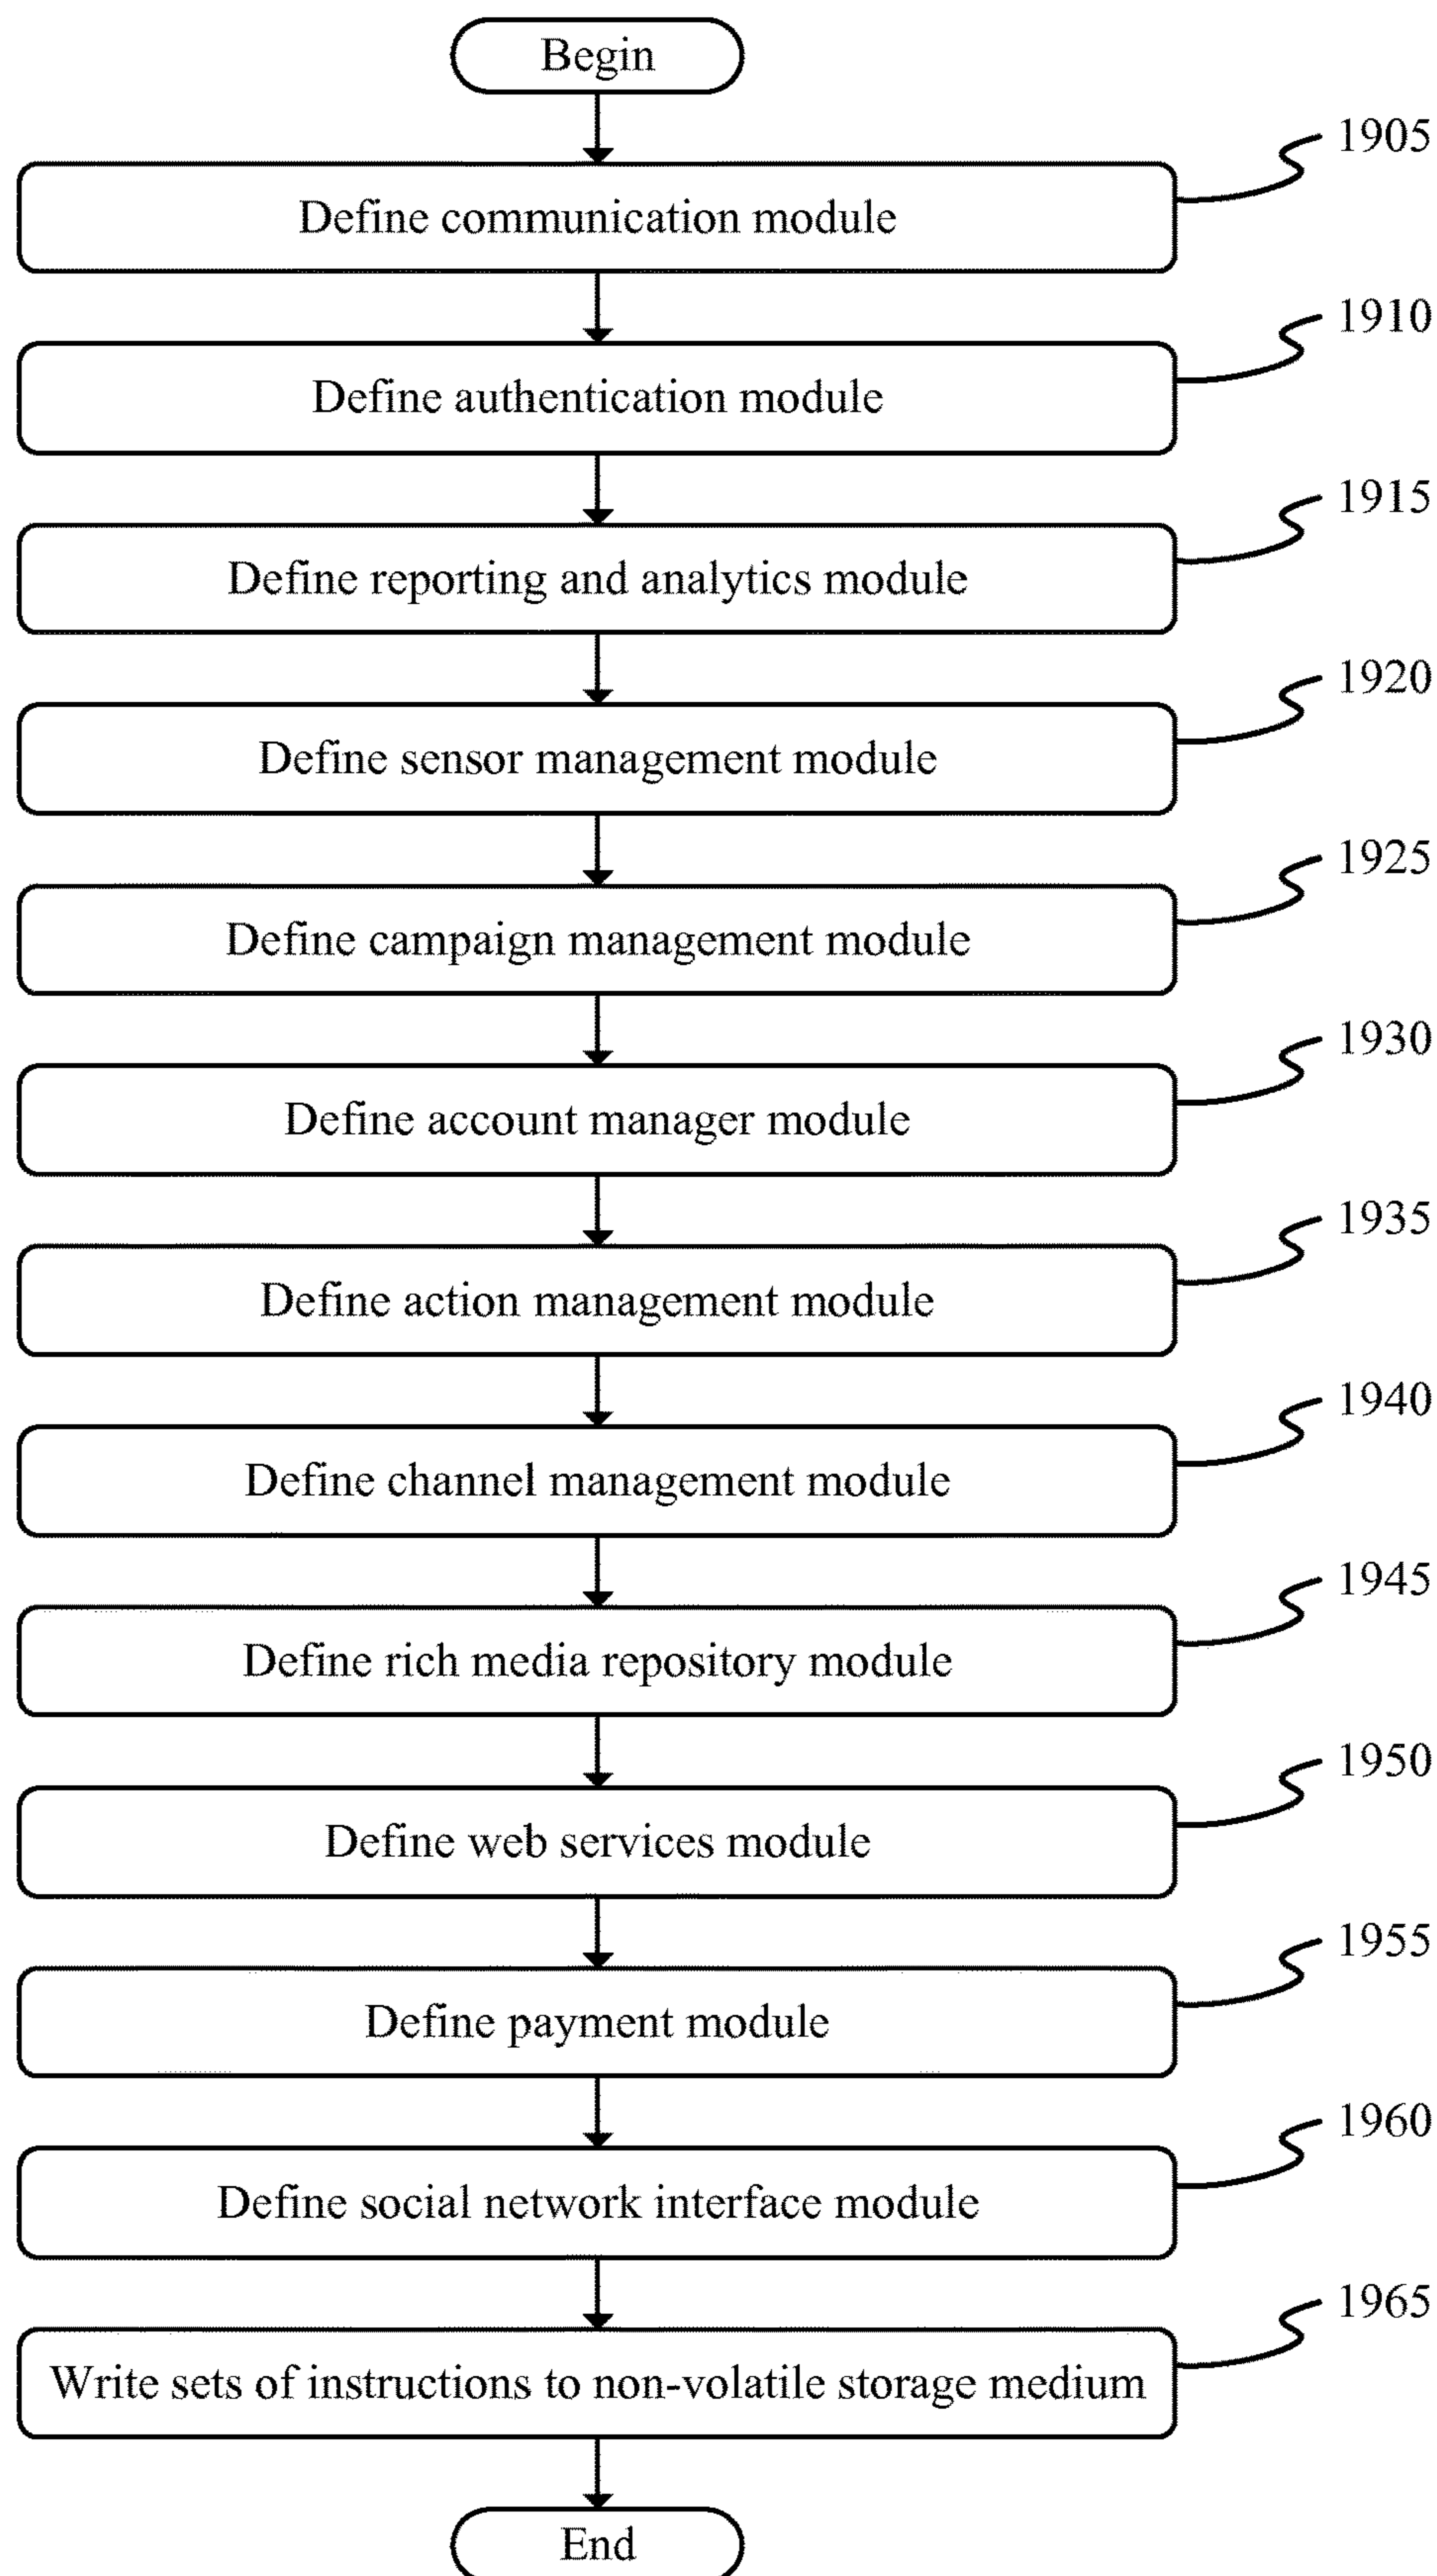 Begin
1905
Define communication module
1910
Define authentication module
1915
Define reporting and analytics module
1920
Define sensor management module
1925
Define campaign management module
1930
Define account manager module
1935
Define action management module
1940
Define channel management module
1945
Define rich media repository module
1950
Define web services module
1955
Define payment module
1960
Define social network interface module
1965
Write sets of instructions to non-volatile storage medium
End